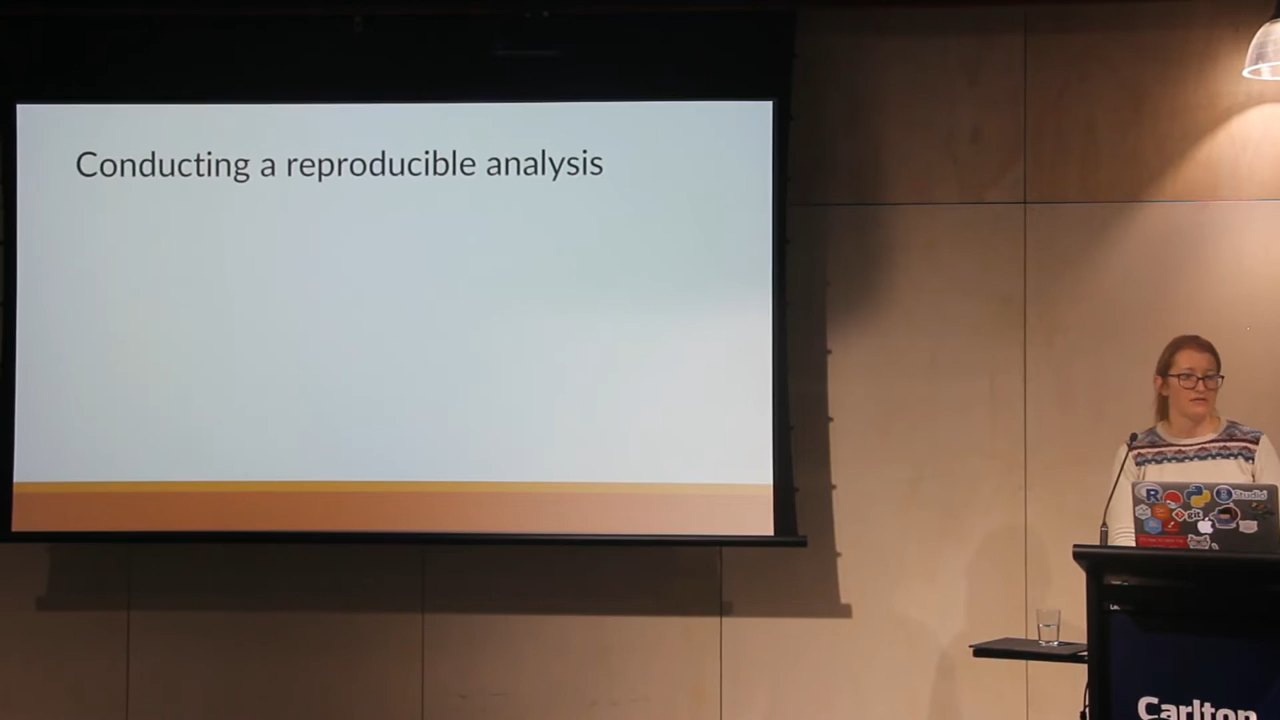 Conducting a reproducible analysis
R
Studio
git
Carlton